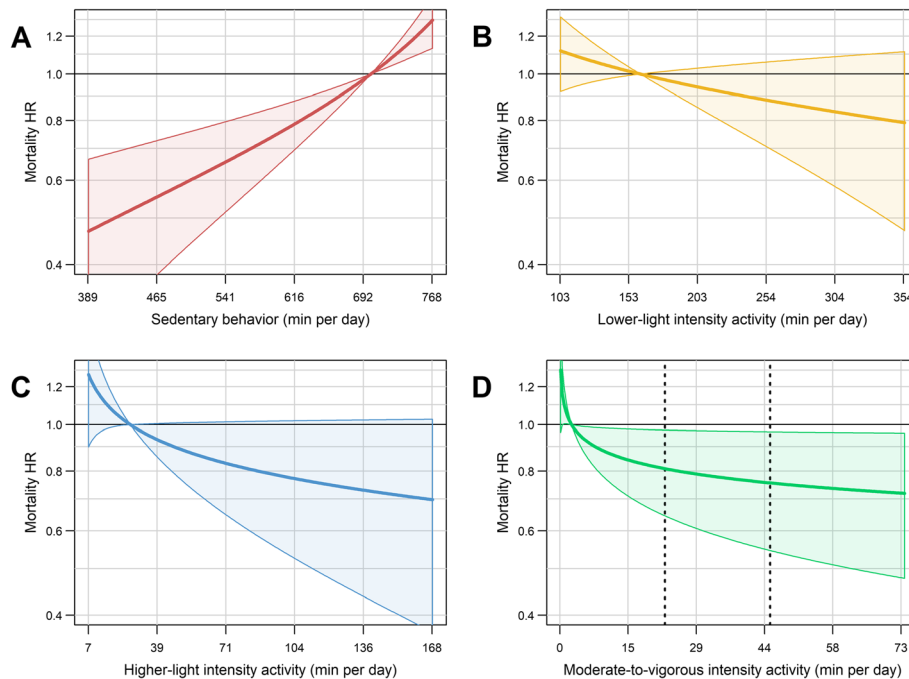 A
Mortality HR
1.2
1.0
0.8
0.6
0.4
389 465 541 616 692 768
Sedentary behavior (min per day)
B
Mortality HR
1.2
1.0
0.8
0.6
0.4
103 153 203 254 304 354
Lower-light intensity activity (min per day)
C
Mortality HR
1.2
1.0
0.8
0.6
0.4
7 39 71 104 136 168
Higher-light intensity activity (min per day)
D
Mortality HR
1.2
1.0
0.8
0.6
0.4
0 15 29 44 58 73
Moderate-to-vigorous intensity activity (min per day)